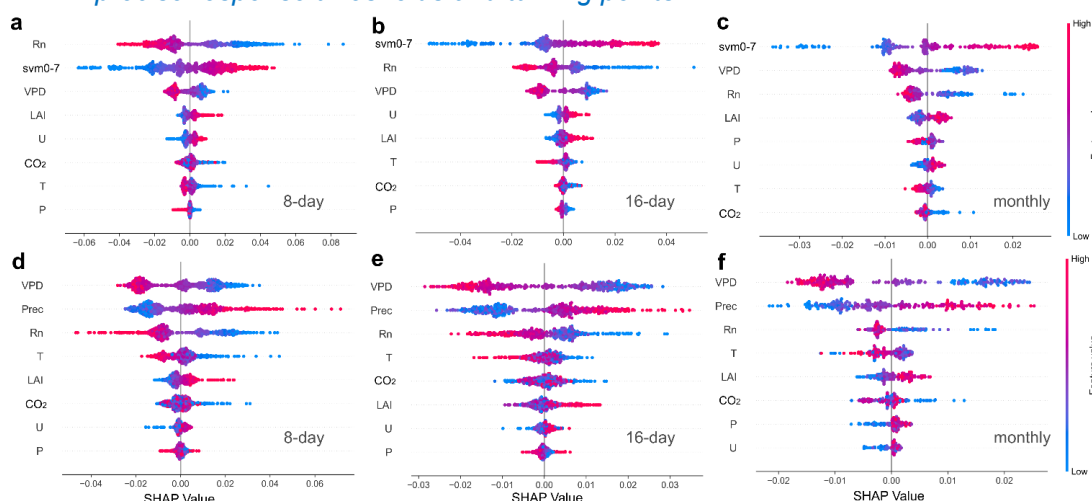 a
Rn
svm0-7
VPD
LAI
U
CO₂
T
P
8-day
-0.06 -0.04 -0.02 0.00 0.02 0.04 0.06 0.08
b
svm0-7
Rn
VPD
U
LAI
T
CO₂
P
16-day
-0.04 -0.02 0.00 0.02 0.04
c
svm0-7
VPD
Rn
LAI
P
U
T
CO₂
monthly
-0.03 -0.02 -0.01 0.00 0.01 0.02
High
Low
d
VPD
Prec
Rn
T
LAI
CO₂
U
P
8-day
-0.04 -0.02 0.00 0.02 0.04 0.06
SHAP Value
e
VPD
Prec
Rn
T
CO₂
LAI
U
P
16-day
-0.03 -0.02 -0.01 0.00 0.01 0.02 0.03
SHAP Value
f
VPD
Prec
Rn
T
LAI
CO₂
P
U
monthly
-0.02 -0.01 0.00 0.01 0.02
SHAP Value
High
Low